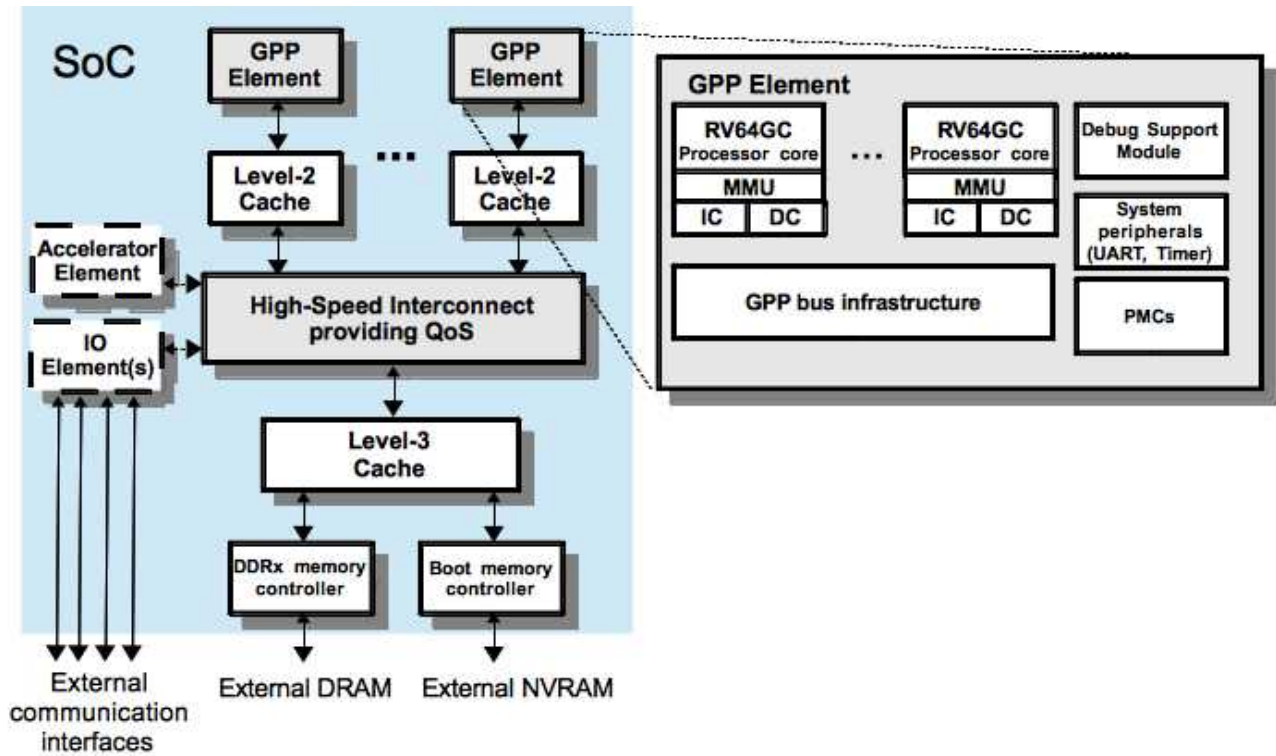 SoC
GPP
Element
GPP
Element
...
Level-2
Cache
Level-2
Cache
Accelerator
Element
IO
Element(s)
High-Speed Interconnect
providing QoS
Level-3
Cache
DDRx memory
controller
Boot memory
controller
External
communication
interfaces
External DRAM
External NVRAM
GPP Element
RV64GC
Processor core
MMU
IC DC
...
RV64GC
Processor core
MMU
IC DC
GPP bus infrastructure
Debug Support
Module
System
peripherals
(UART, Timer)
PMCs